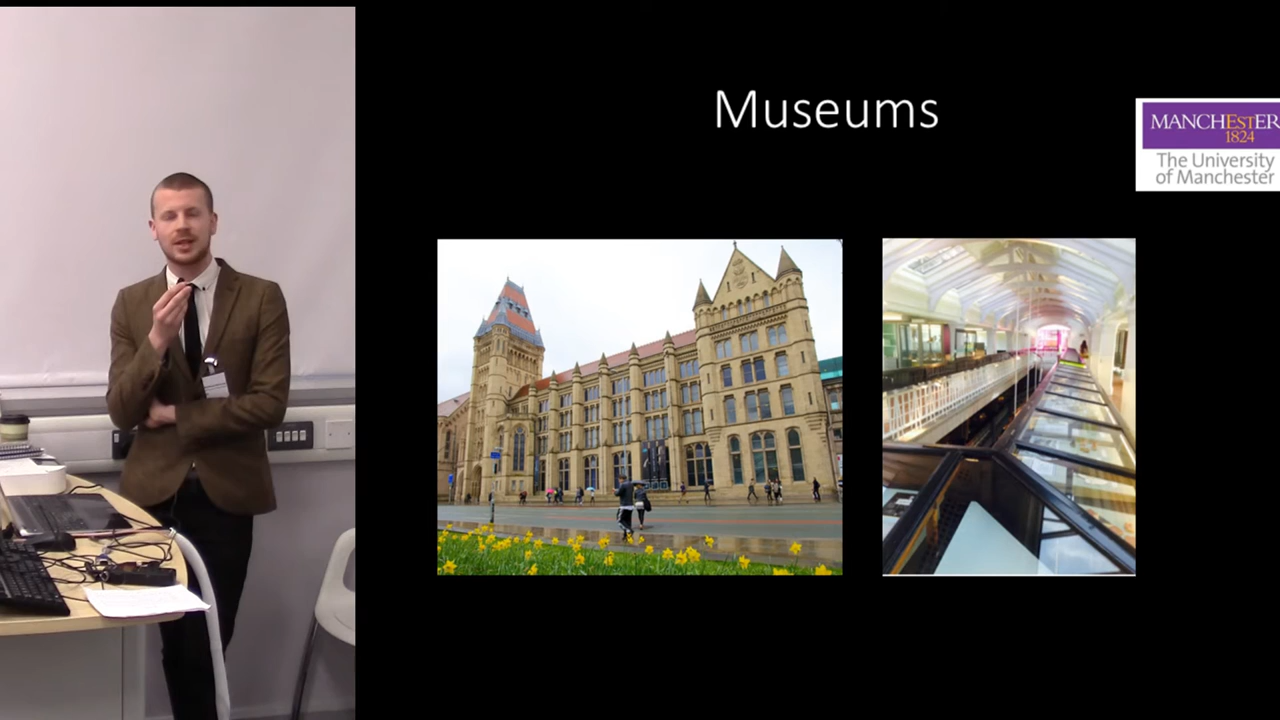 Museums
MANCHESTER
1824
The University
of Manchester